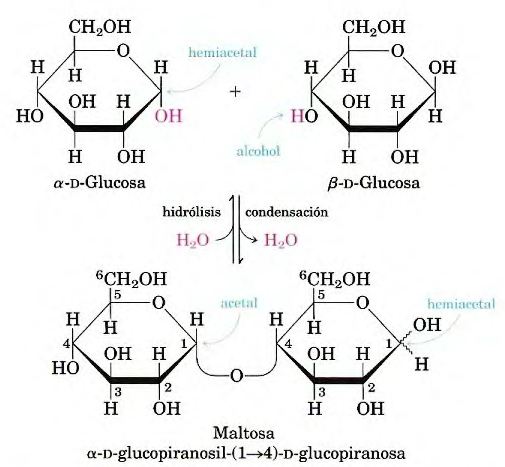 CH₂OH
O
hemiacetal
H
H
H
OH
H
HO
OH
H
OH
α-D-Glucosa
+
CH₂OH
O
H
H
OH
OH
H
HO
H
alcohol
H
OH
β-D-Glucosa
hidrólisis
condensación
H₂O
H₂O
⁶CH₂OH
5
O
acetal
H
H
H
4
OH
H
1
HO
3
2
H
OH
O
⁶CH₂OH
5
O
hemiacetal
H
H
OH
4
OH
H
1
H
3
2
H
OH
Maltosa
α-D-glucopiranosil-(1→4)-D-glucopiranosa